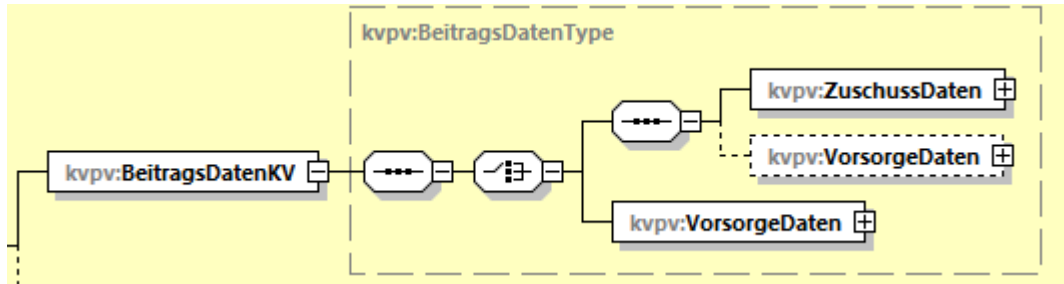 kvpv:BeitragsDatenType
kvpv:ZuschussDaten
kvpv:VorsorgeDaten
kvpv:BeitragsDatenKV
kvpv:VorsorgeDaten